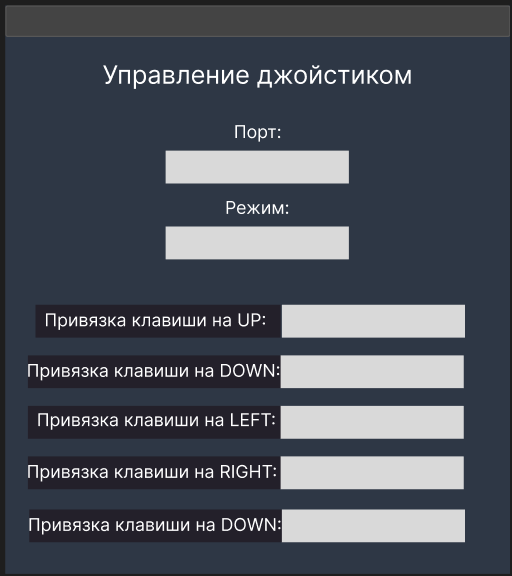 Управление джойстиком
Порт:
Режим:
Привязка клавиши на UP:
Привязка клавиши на DOWN:
Привязка клавиши на LEFT:
Привязка клавиши на RIGHT:
Привязка клавиши на DOWN: